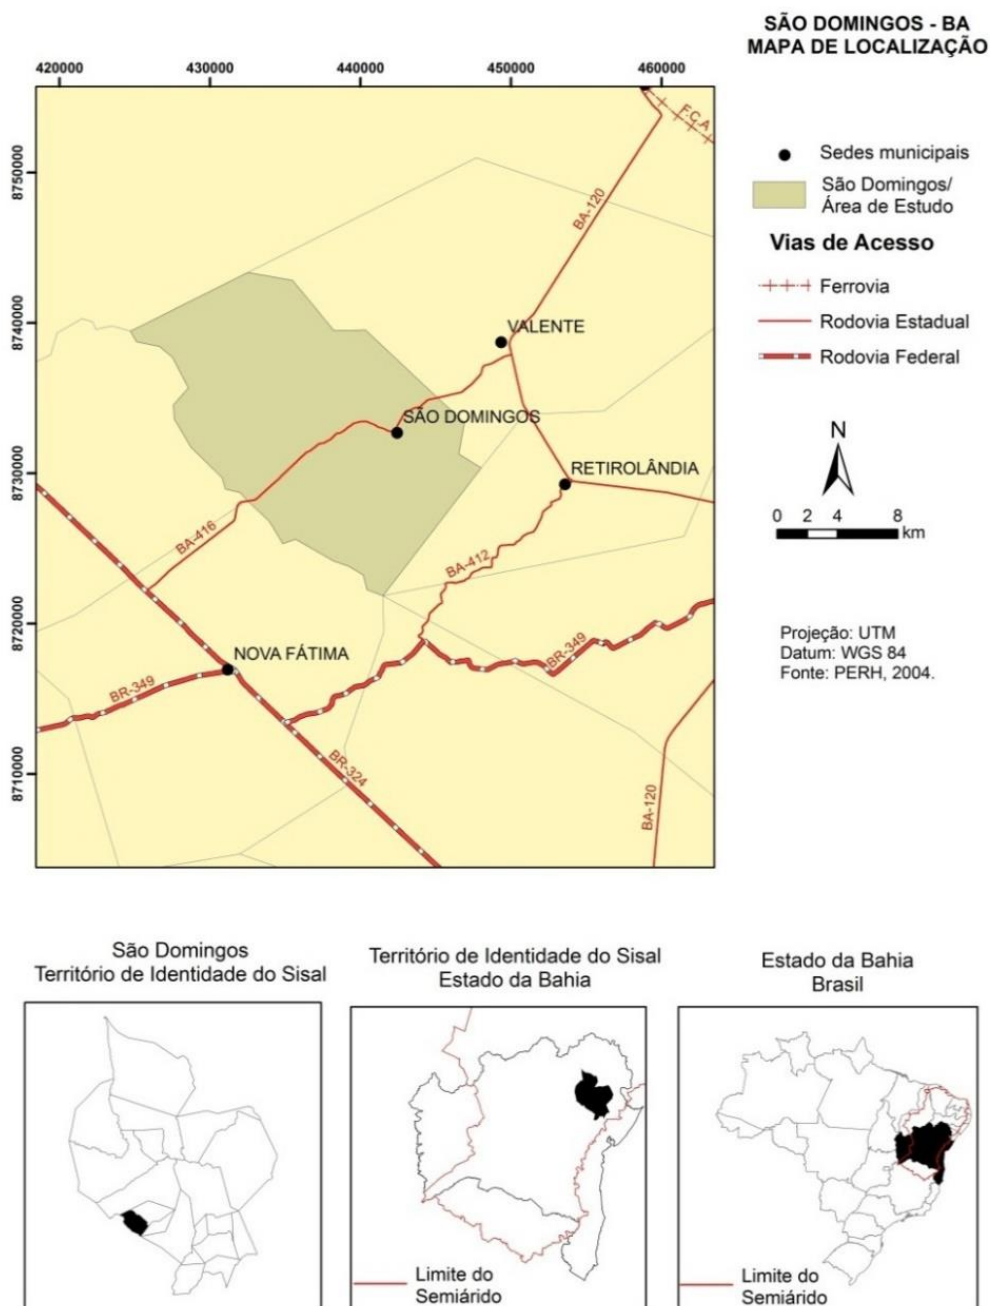 SÃO DOMINGOS - BA
MAPA DE LOCALIZAÇÃO
420000
430000
440000
450000
460000
8750000
8740000
8730000
8720000
8710000
F.C.A
BA-120
VALENTE
SÃO DOMINGOS
RETIROLÂNDIA
BA-416
BA-412
NOVA FÁTIMA
BR-349
BR-349
BR-324
BA-120
Sedes municipais
São Domingos/
Área de Estudo
Vias de Acesso
Ferrovia
Rodovia Estadual
Rodovia Federal
N
0 2 4 8
km
Projeção: UTM
Datum: WGS 84
Fonte: PERH, 2004.
São Domingos
Território de Identidade do Sisal
Território de Identidade do Sisal
Estado da Bahia
Limite do
Semiárido
Estado da Bahia
Brasil
Limite do
Semiárido